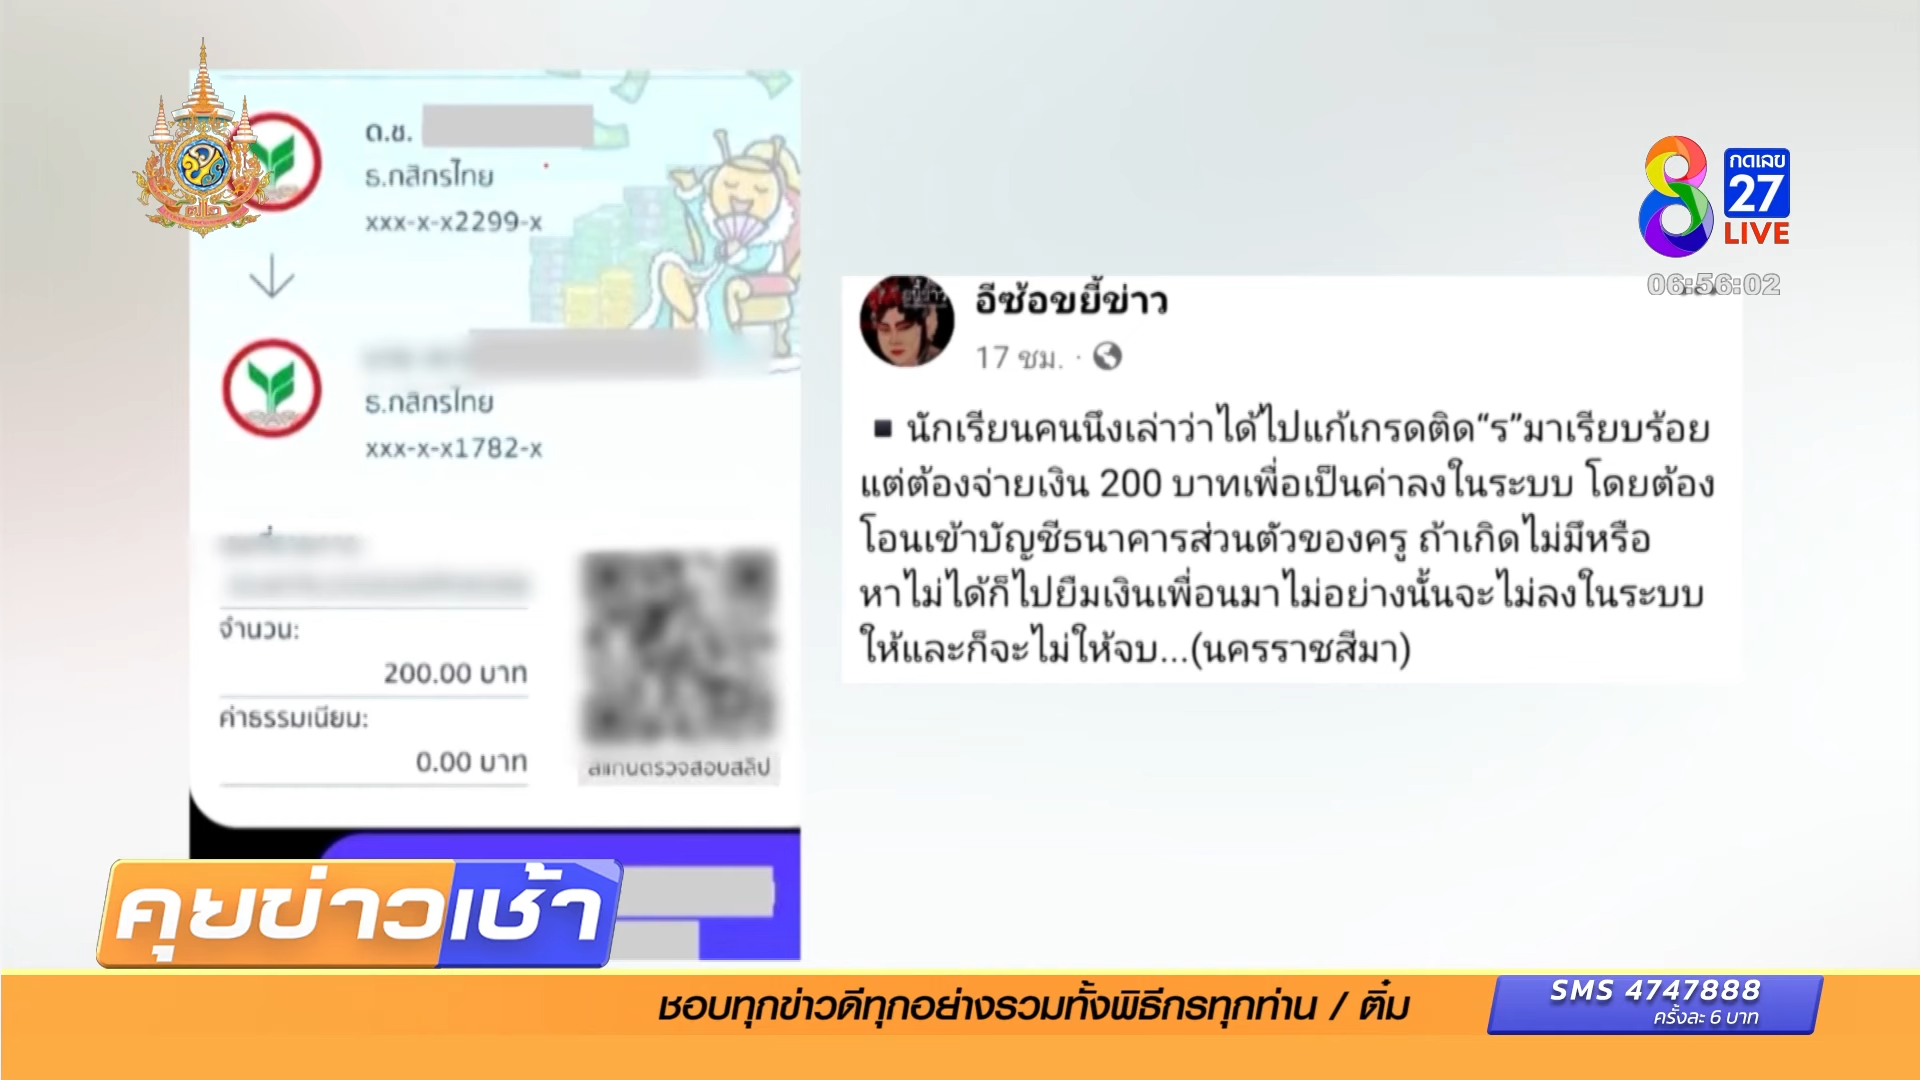 ด.ช.
ธ.กสิกรไทย
xxx-x-x2299-x
ธ.กสิกรไทย
xxx-x-x1782-x
จำนวน:
200.00 บาท
ค่าธรรมเนียม:
0.00 บาท
สแกนตรวจสอบสลิป
กดเลข
8 27
LIVE
06:56:02
อีซ้อขยี้ข่าว
17 ชม.
▪ นักเรียนคนนึงเล่าว่าได้ไปแก้เกรดติด“ร”มาเรียบร้อย
แต่ต้องจ่ายเงิน 200 บาทเพื่อเป็นค่าลงในระบบ โดยต้อง
โอนเข้าบัญชีธนาคารส่วนตัวของครู ถ้าเกิดไม่มีหรือ
หาไม่ได้ก็ไปยืมเงินเพื่อนมาไม่อย่างนั้นจะไม่ลงในระบบ
ให้และก็จะไม่ให้จบ...(นครราชสีมา)
คุยข่าวเช้า
ชอบทุกข่าวดีทุกอย่างรวมทั้งพิธีกรทุกท่าน / ติ๋ม
SMS 4747888
ครั้งละ 6 บาท